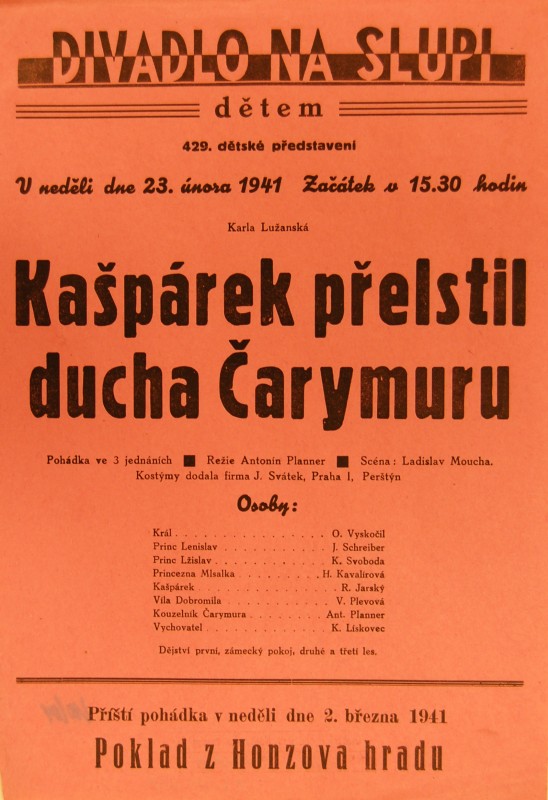 DIVADLO NA SLUPI
dětem
429. dětské představení
V neděli dne 23. února 1941 Začátek v 15.30 hodin
Karla Lužanská
Kašpárek přelstil
ducha Čarymuru
Pohádka ve 3 jednáních ■ Režie Antonín Planner ■ Scéna: Ladislav Moucha.
Kostýmy dodala firma J. Svátek, Praha I, Perštýn
Osoby:
Král . . . . . . . . . . . . . . . O. Vyskočil
Princ Lenislav . . . . . . . . . . . J. Schreiber
Princ Lžislav . . . . . . . . . . . . K. Svoboda
Princezna Mlsalka . . . . . . . . . H. Kavalírová
Kašpárek . . . . . . . . . . . . . . R. Jarský
Víla Dobromila . . . . . . . . . . . V. Plevová
Kouzelník Čarymura . . . . . . . . Ant. Planner
Vychovatel . . . . . . . . . . . . . K. Lískovec
Dějství první, zámecký pokoj, druhé a třetí les.
Příští pohádka v neděli dne 2. března 1941
Poklad z Honzova hradu